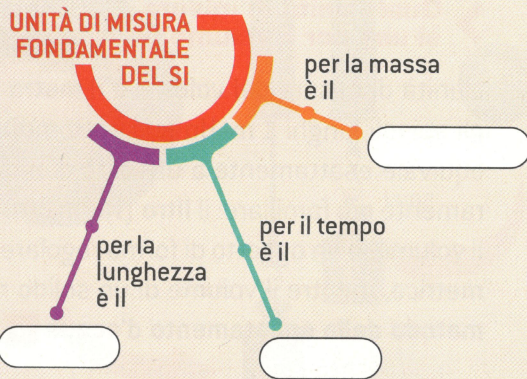 UNITÀ DI MISURA
FONDAMENTALE
DEL SI
per la massa
è il
per il tempo
è il
per la
lunghezza
è il